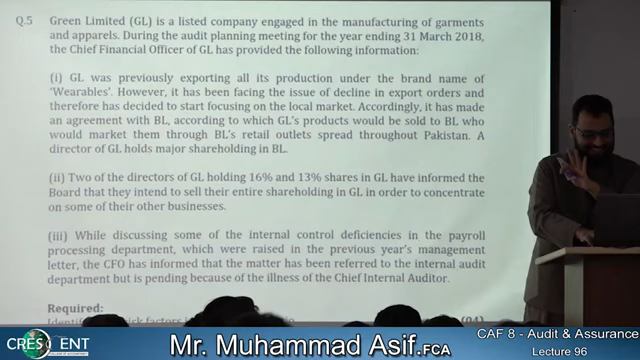 Q.5 Green Limited (GL) is a listed company engaged in the manufacturing of garments
and apparels. During the audit planning meeting for the year ending 31 March 2018,
the Chief Financial Officer of GL has provided the following information:
(i) GL was previously exporting all its production under the brand name of
'Wearables'. However, it has been facing the issue of decline in export orders and
therefore has decided to start focusing on the local market. Accordingly, it has made
an agreement with BL, according to which GL's products would be sold to BL who
would market them through BL's retail outlets spread throughout Pakistan. A
director of GL holds major shareholding in BL.
(ii) Two of the directors of GL holding 16% and 13% shares in GL have informed the
Board that they intend to sell their entire shareholding in GL in order to concentrate
on some of their other businesses.
(iii) While discussing some of the internal control deficiencies in the payroll
processing department, which were raised in the previous year's management
letter, the CFO has informed that the matter has been referred to the internal audit
department but is pending because of the illness of the Chief Internal Auditor.
Required:
CRESCENT
Mr. Muhammad Asif.FCA
CAF 8 - Audit & Assurance
Lecture 96